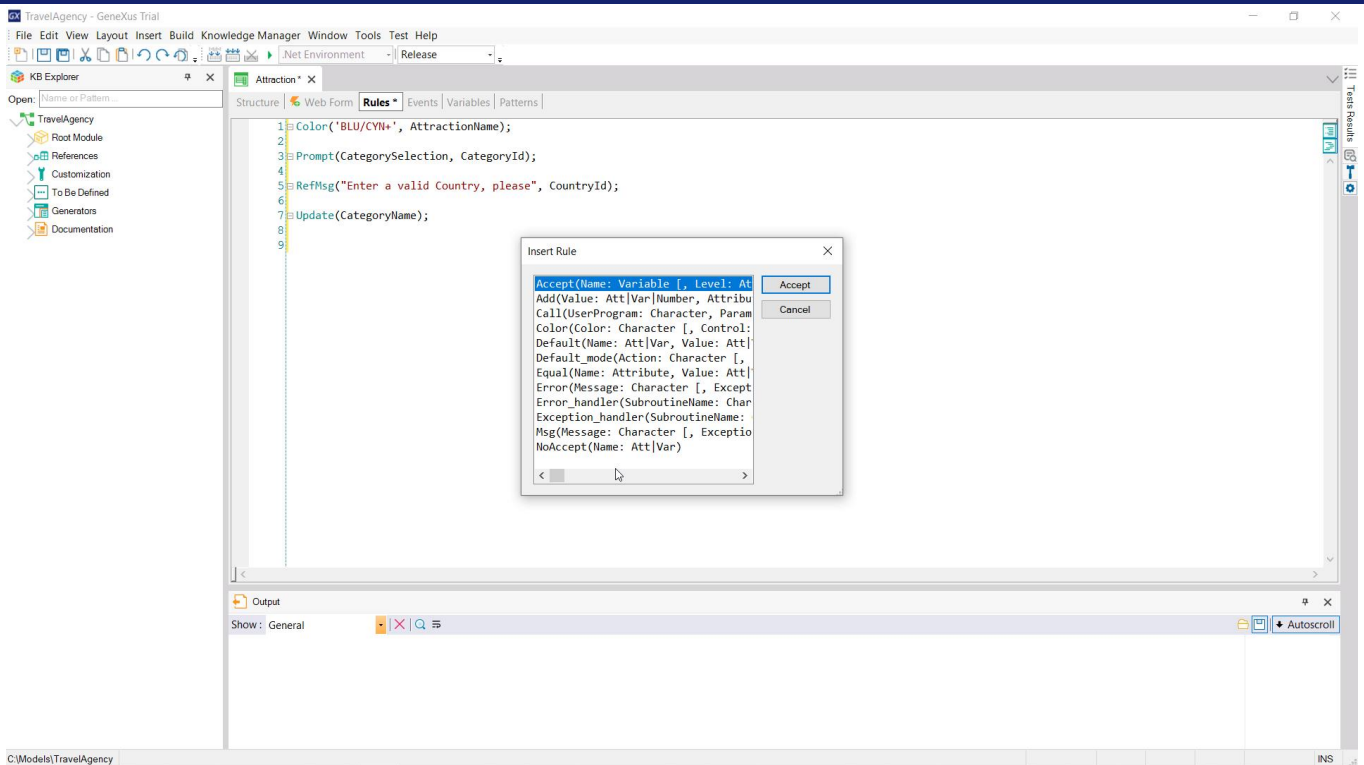 TravelAgency - GeneXus Trial
File Edit View Layout Insert Build Knowledge Manager Window Tools Test Help
.Net Environment Release
KB Explorer
Open: Name or Pattern...
TravelAgency
Root Module
References
Customization
To Be Defined
Generators
Documentation
Attraction *
Structure Web Form Rules * Events Variables Patterns
1 Color('BLU/CYN+', AttractionName);
2
3 Prompt(CategorySelection, CategoryId);
4
5 RefMsg("Enter a valid Country, please", CountryId);
6
7 Update(CategoryName);
8
9
Insert Rule
Accept(Name: Variable [, Level: At
Add(Value: Att|Var|Number, Attribu
Call(UserProgram: Character, Param
Color(Color: Character [, Control:
Default(Name: Att|Var, Value: Att|
Default_mode(Action: Character [,
Equal(Name: Attribute, Value: Att|
Error(Message: Character [, Except
Error_handler(SubroutineName: Char
Exception_handler(SubroutineName:
Msg(Message: Character [, Exceptio
NoAccept(Name: Att|Var)
Accept
Cancel
Tests Results
Output
Show: General
Autoscroll
C:\Models\TravelAgency
INS